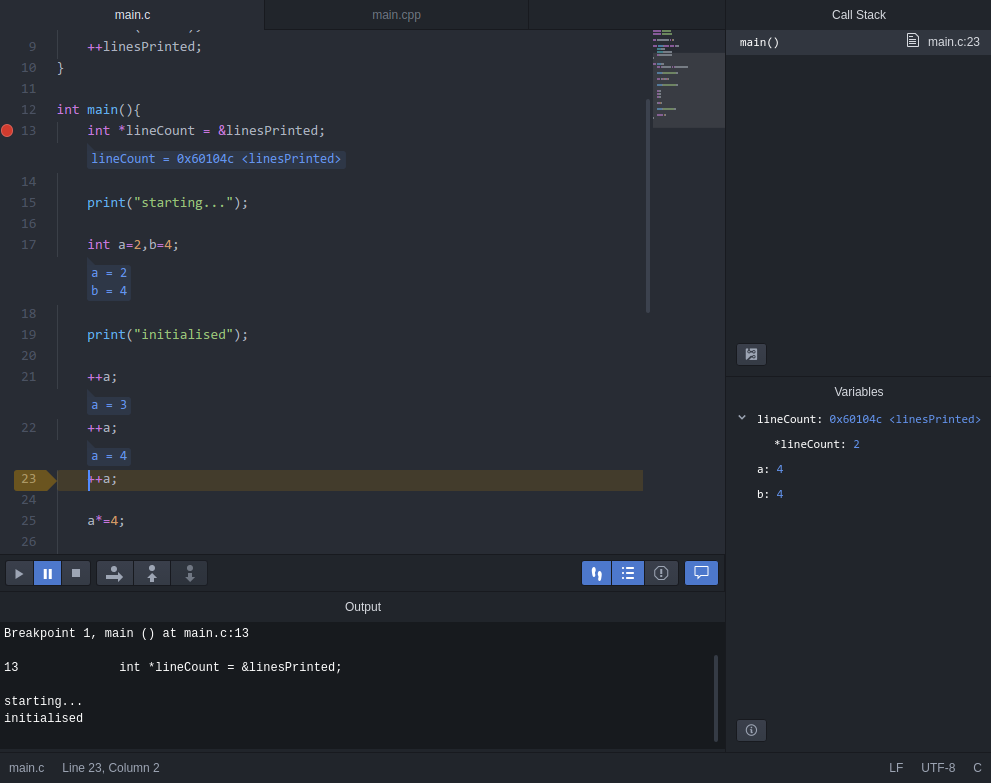 main.c
main.cpp
9 ++linesPrinted;
10 }
11
12 int main(){
13 int *lineCount = &linesPrinted;
lineCount = 0x60104c <linesPrinted>
14
15 print("starting...");
16
17 int a=2,b=4;
a = 2
b = 4
18
19 print("initialised");
20
21 ++a;
a = 3
22 ++a;
a = 4
23 ++a;
24
25 a*=4;
26
Output
Breakpoint 1, main () at main.c:13
13 int *lineCount = &linesPrinted;
starting...
initialised
Call Stack
main() main.c:23
Variables
lineCount: 0x60104c <linesPrinted>
*lineCount: 2
a: 4
b: 4
main.c Line 23, Column 2 LF UTF-8 C